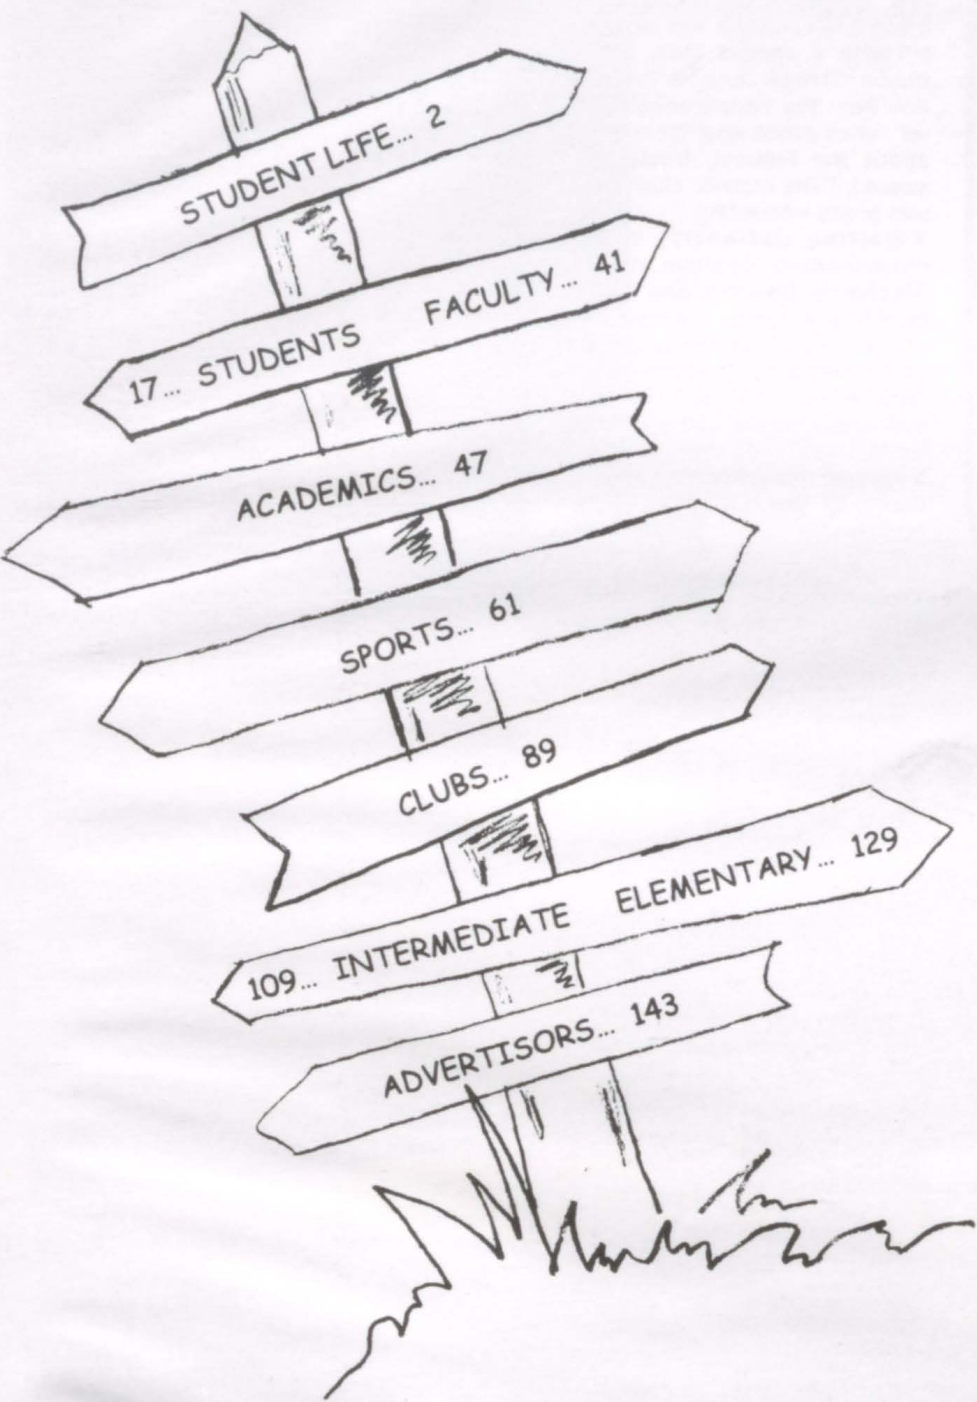 STUDENT LIFE... 2
17... STUDENTS FACULTY... 41
ACADEMICS... 47
SPORTS... 61
CLUBS... 89
109... INTERMEDIATE ELEMENTARY... 129
ADVERTISORS... 143